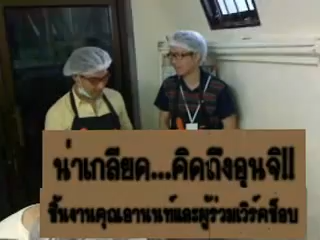 น่าเกลียด...คิดถึงอุนจิ!!
ชิ้นงานคุณอานนท์และผู้ร่วมเวิร์คช็อบ